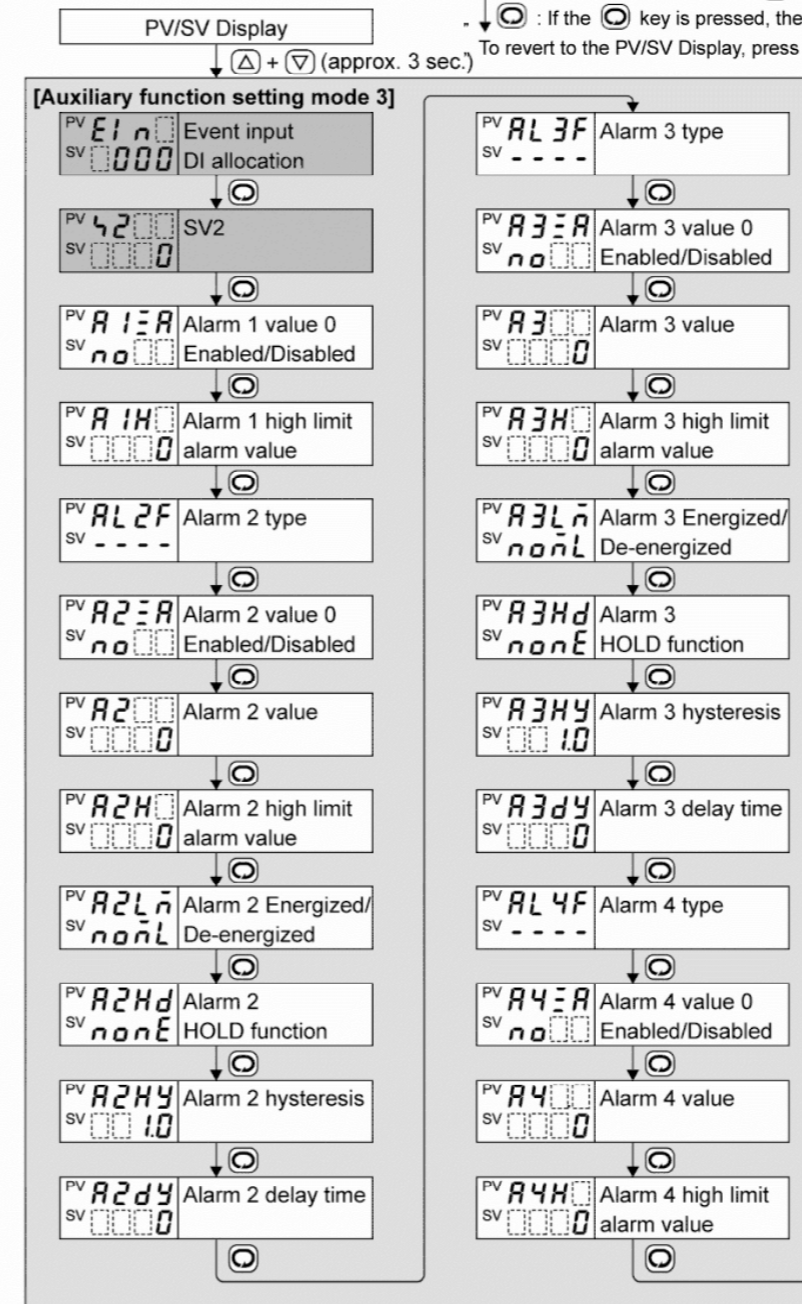 PV/SV Display
: If the key is pressed, the
To revert to the PV/SV Display, press
△ + ▽ (approx. 3 sec.)
[Auxiliary function setting mode 3]
PV EI n Event input
SV 000 DI allocation
PV SV2
SV 0
PV A1 A Alarm 1 value 0
SV no Enabled/Disabled
PV A1H Alarm 1 high limit
SV 0 alarm value
PV AL2F Alarm 2 type
SV ----
PV A2 A Alarm 2 value 0
SV no Enabled/Disabled
PV A2 Alarm 2 value
SV 0
PV A2H Alarm 2 high limit
SV 0 alarm value
PV A2L Alarm 2 Energized/
SV De-energized
PV A2Hd Alarm 2
SV nonE HOLD function
PV A2HY Alarm 2 hysteresis
SV 1.0
PV A2dY Alarm 2 delay time
SV 0
PV AL3F Alarm 3 type
SV ----
PV A3 A Alarm 3 value 0
SV no Enabled/Disabled
PV A3 Alarm 3 value
SV 0
PV A3H Alarm 3 high limit
SV 0 alarm value
PV A3L Alarm 3 Energized/
SV De-energized
PV A3Hd Alarm 3
SV nonE HOLD function
PV A3HY Alarm 3 hysteresis
SV 1.0
PV A3dY Alarm 3 delay time
SV 0
PV AL4F Alarm 4 type
SV ----
PV A4 A Alarm 4 value 0
SV no Enabled/Disabled
PV A4 Alarm 4 value
SV 0
PV A4H Alarm 4 high limit
SV 0 alarm value